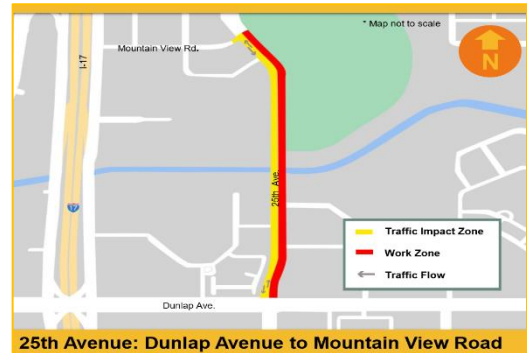 * Map not to scale
N
Mountain View Rd.
I-17
25th Ave.
17
Traffic Impact Zone
Work Zone
Traffic Flow
Dunlap Ave.
25th Avenue: Dunlap Avenue to Mountain View Road